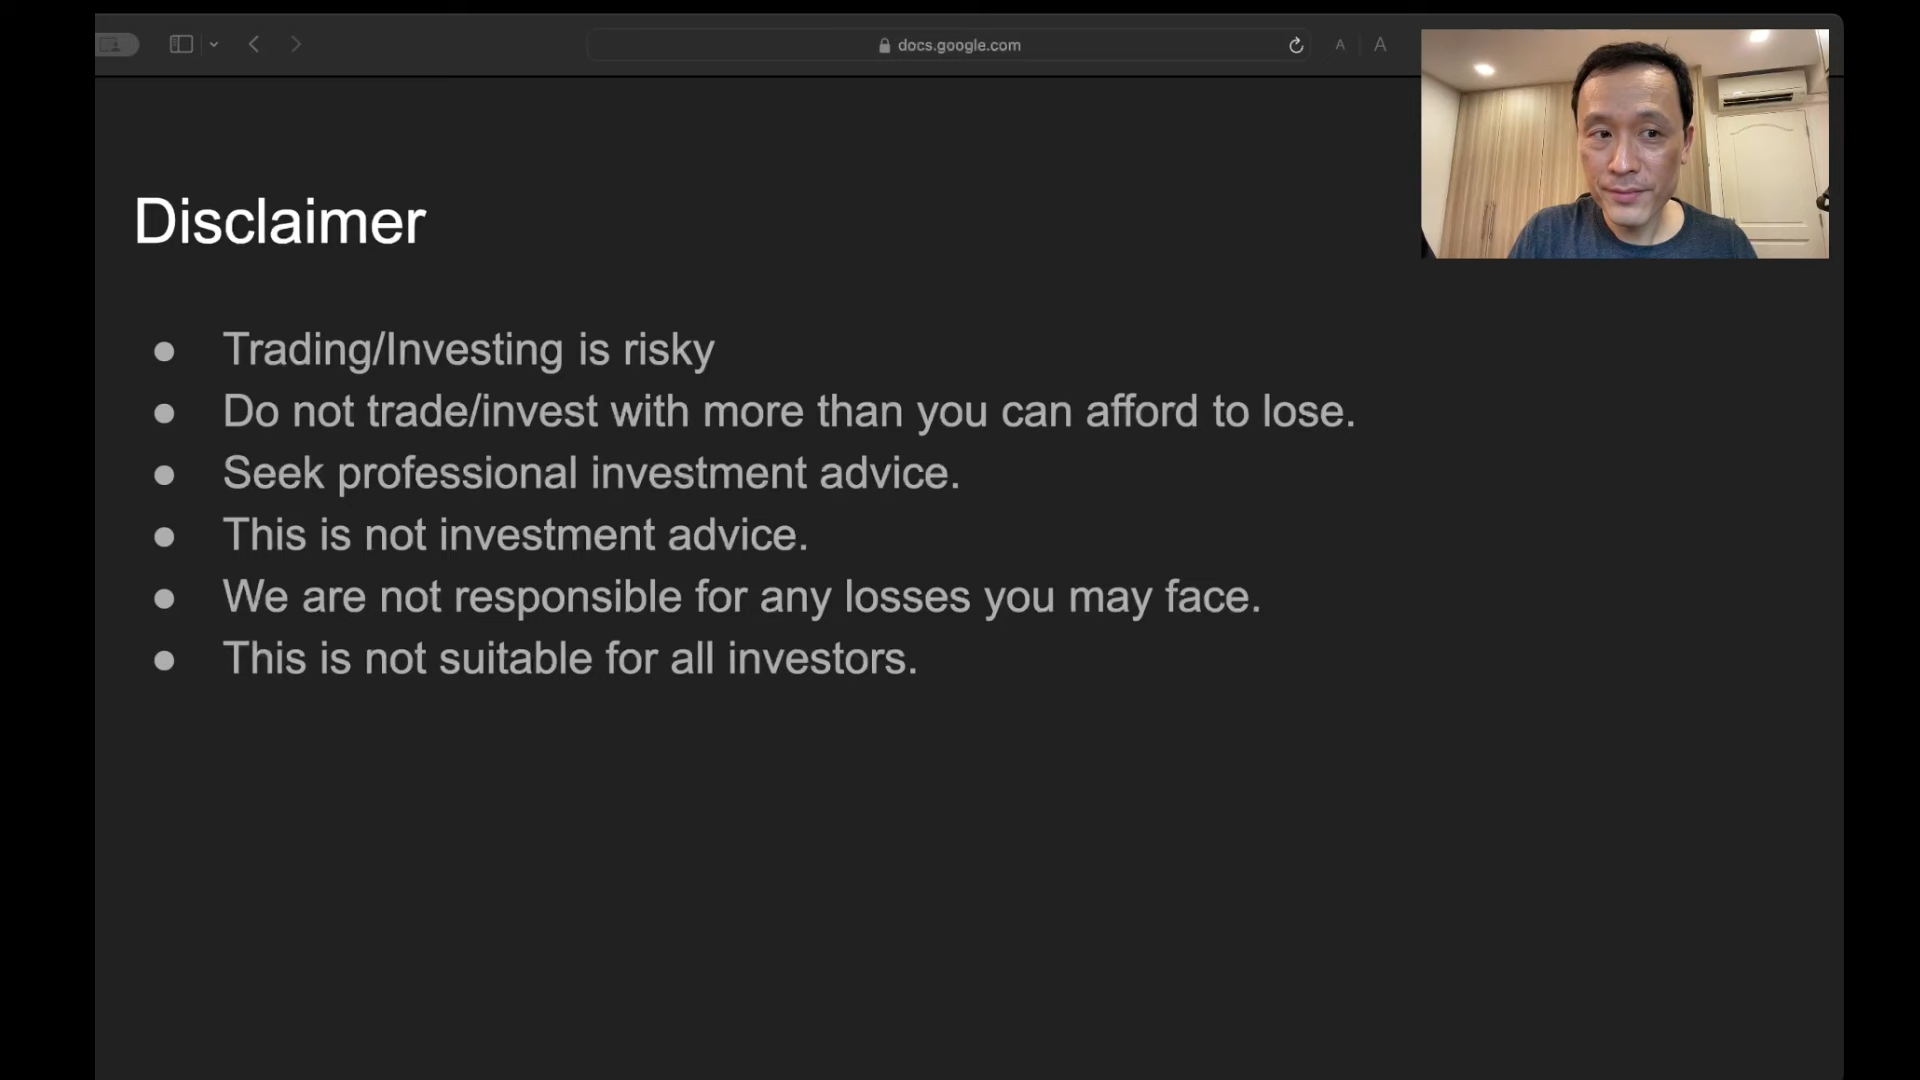 docs.google.com
A A
Disclaimer
● Trading/Investing is risky
● Do not trade/invest with more than you can afford to lose.
● Seek professional investment advice.
● This is not investment advice.
● We are not responsible for any losses you may face.
● This is not suitable for all investors.